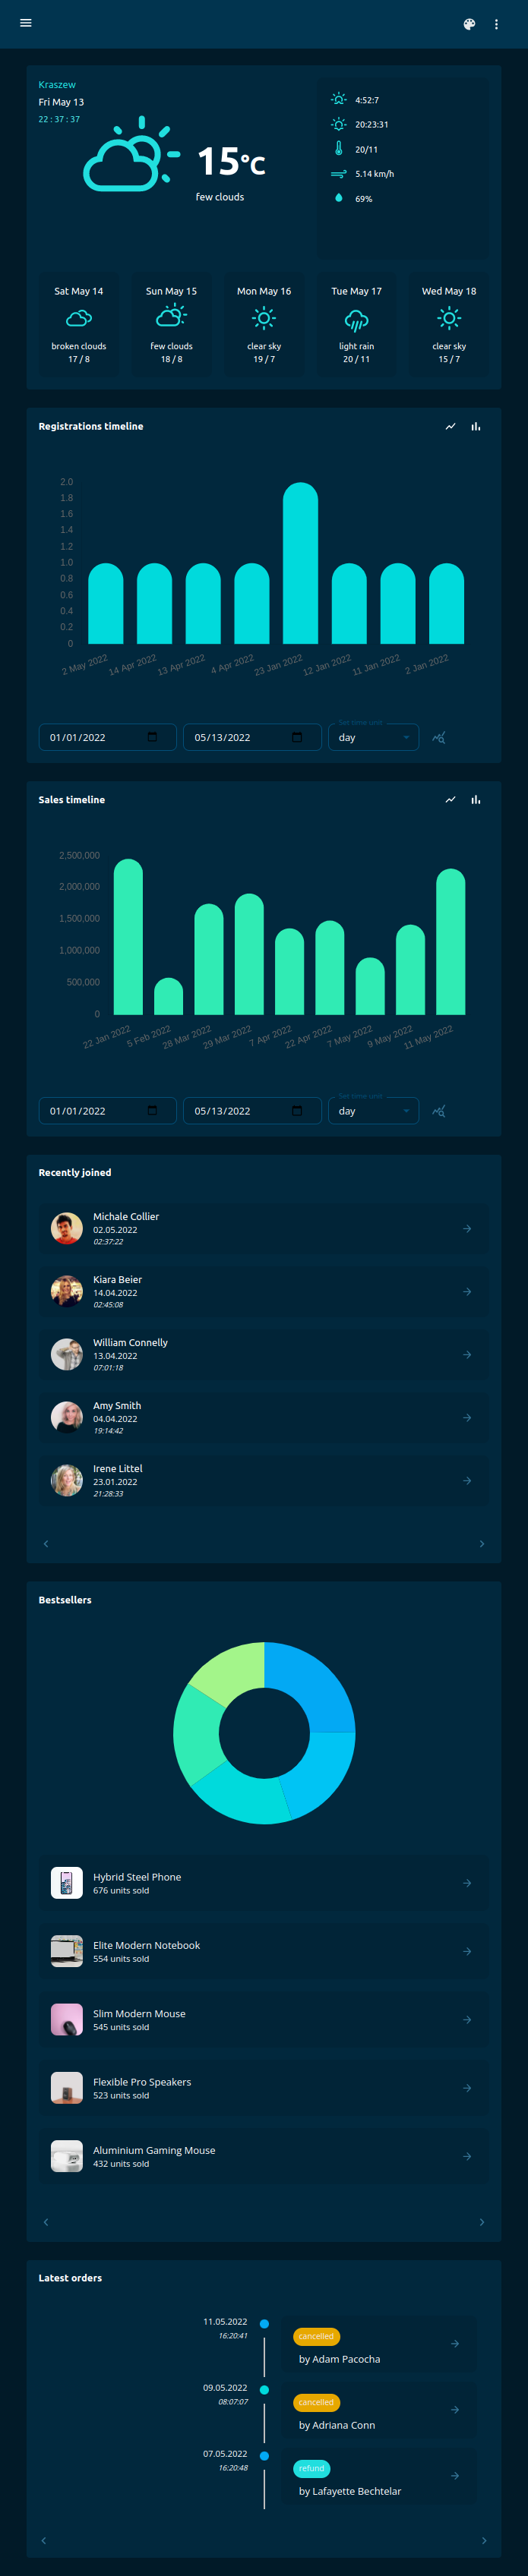 Kraszew
Fri May 13
22 : 37 : 37
15°C
few clouds
4:52:7
20:23:31
20/11
5.14 km/h
69%
Sat May 14
broken clouds
17 / 8
Sun May 15
few clouds
18 / 8
Mon May 16
clear sky
19 / 7
Tue May 17
light rain
20 / 11
Wed May 18
clear sky
15 / 7
Registrations timeline
2.0
1.8
1.6
1.4
1.2
1.0
0.8
0.6
0.4
0.2
0
2 May 2022
14 Apr 2022
13 Apr 2022
4 Apr 2022
23 Jan 2022
12 Jan 2022
11 Jan 2022
2 Jan 2022
01/01/2022
05/13/2022
Set time unit
day
Sales timeline
2,500,000
2,000,000
1,500,000
1,000,000
500,000
0
22 Jan 2022
5 Feb 2022
28 Mar 2022
29 Mar 2022
7 Apr 2022
22 Apr 2022
7 May 2022
9 May 2022
11 May 2022
01/01/2022
05/13/2022
Set time unit
day
Recently joined
Michale Collier
02.05.2022
02:37:22
Kiara Beier
14.04.2022
02:45:08
William Connelly
13.04.2022
07:01:18
Amy Smith
04.04.2022
19:14:42
Irene Littel
23.01.2022
21:28:33
Bestsellers
Hybrid Steel Phone
676 units sold
Elite Modern Notebook
554 units sold
Slim Modern Mouse
545 units sold
Flexible Pro Speakers
523 units sold
Aluminium Gaming Mouse
432 units sold
Latest orders
11.05.2022
16:20:41
cancelled
by Adam Pacocha
09.05.2022
08:07:07
cancelled
by Adriana Conn
07.05.2022
16:20:48
refund
by Lafayette Bechtelar